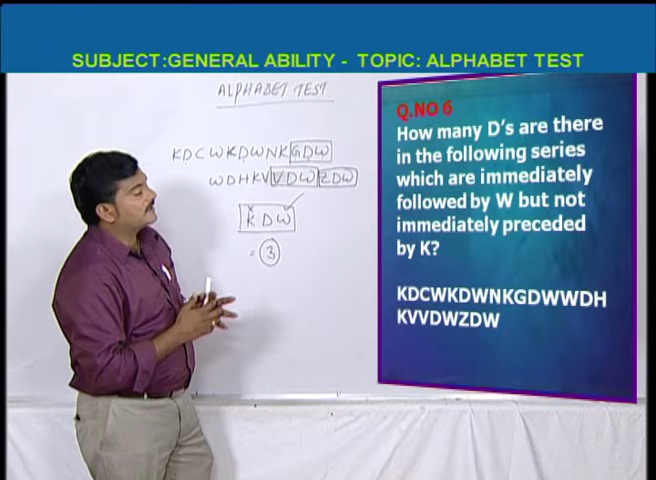 SUBJECT:GENERAL ABILITY - TOPIC: ALPHABET TEST
ALPHABET TEST
KDCWKDWNKGDW
WDHKVVDWZDW
KDW
= 3
Q.NO 6
How many D's are there
in the following series
which are immediately
followed by W but not
immediately preceded
by K?
KDCWKDWNKGDWWDH
KVVDWZDW